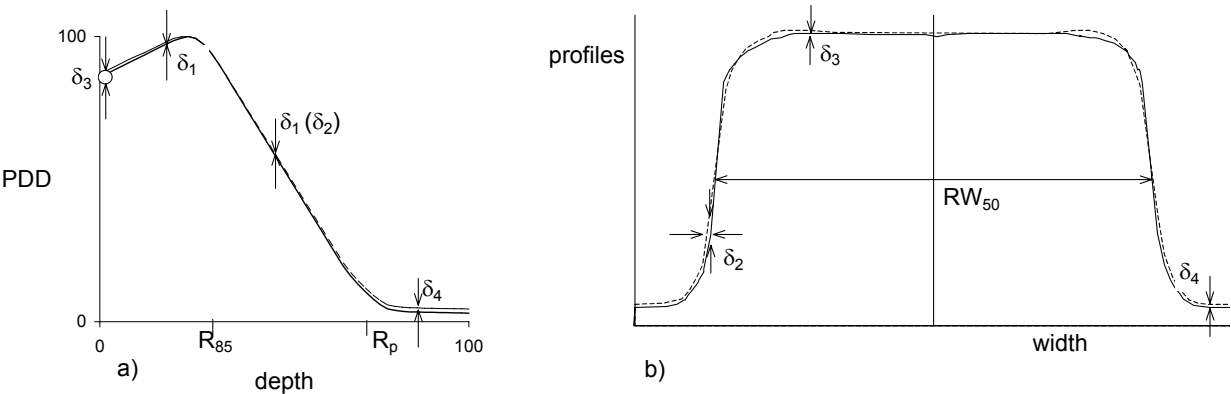 100
δ3
δ1
δ1 (δ2)
PDD
δ4
0
0
R85
Rp
100
a)
depth
profiles
δ3
RW50
δ2
δ4
width
b)